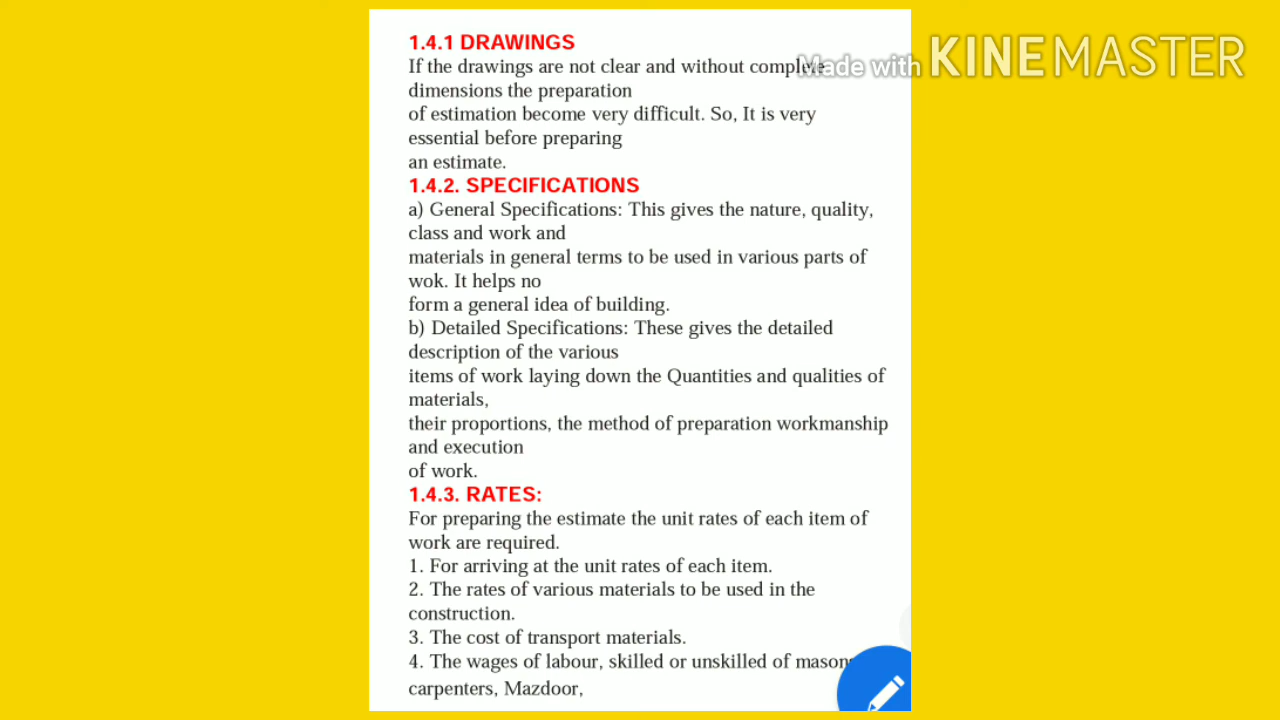 1.4.1 DRAWINGS
If the drawings are not clear and without complete
dimensions the preparation
of estimation become very difficult. So, It is very
essential before preparing
an estimate.
1.4.2. SPECIFICATIONS
a) General Specifications: This gives the nature, quality,
class and work and
materials in general terms to be used in various parts of
wok. It helps no
form a general idea of building.
b) Detailed Specifications: These gives the detailed
description of the various
items of work laying down the Quantities and qualities of
materials,
their proportions, the method of preparation workmanship
and execution
of work.
1.4.3. RATES:
For preparing the estimate the unit rates of each item of
work are required.
1. For arriving at the unit rates of each item.
2. The rates of various materials to be used in the
construction.
3. The cost of transport materials.
4. The wages of labour, skilled or unskilled of masons
carpenters, Mazdoor,
Made with KINEMASTER